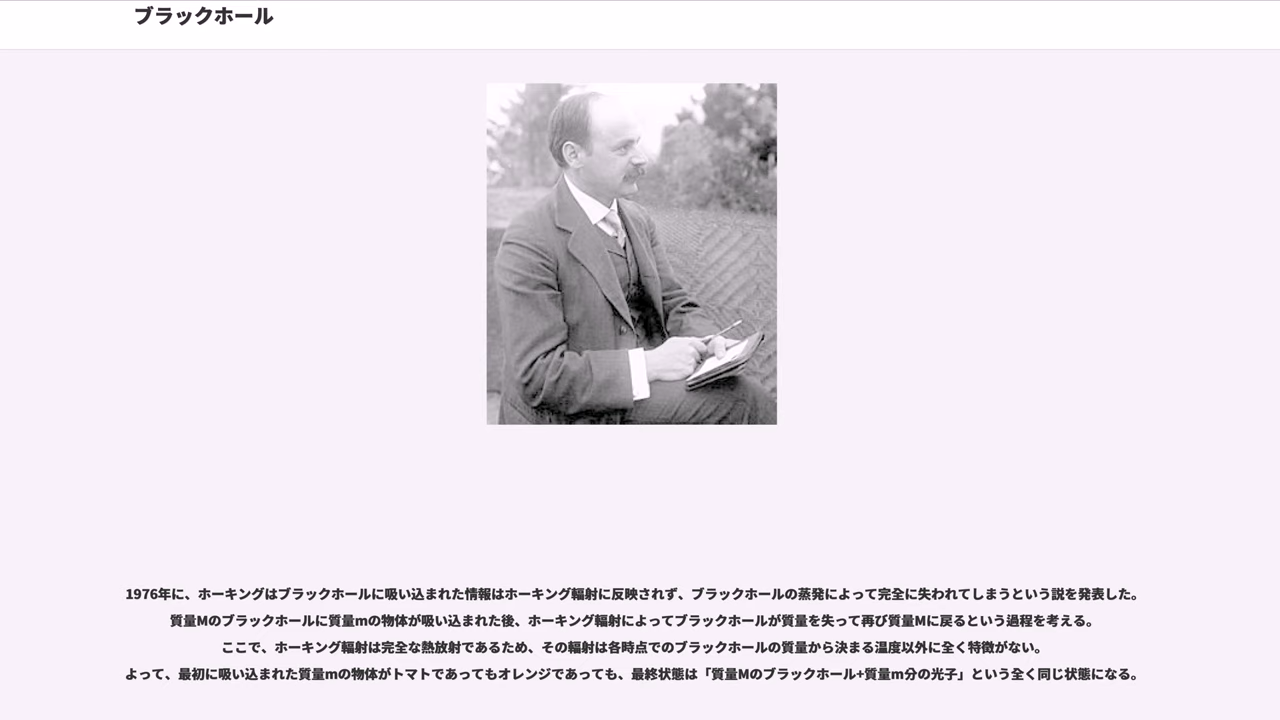 ブラックホール
1976年に、ホーキングはブラックホールに吸い込まれた情報はホーキング輻射に反映されず、ブラックホールの蒸発によって完全に失われてしまうという説を発表した。
質量Mのブラックホールに質量mの物体が吸い込まれた後、ホーキング輻射によってブラックホールが質量を失って再び質量Mに戻るという過程を考える。
ここで、ホーキング輻射は完全な熱放射であるため、その輻射は各時点でのブラックホールの質量から決まる温度以外に全く特徴がない。
よって、最初に吸い込まれた質量mの物体がトマトであってもオレンジであっても、最終状態は「質量Mのブラックホール+質量m分の光子」という全く同じ状態になる。